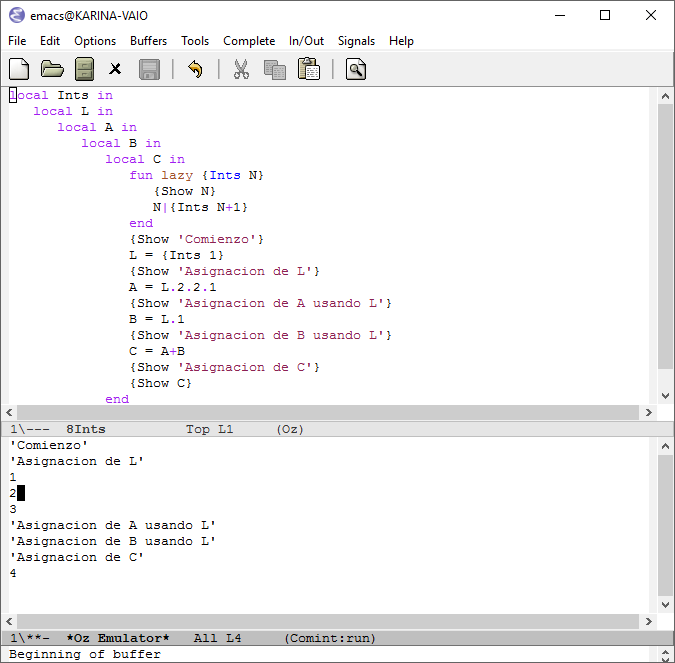 emacs@KARINA-VAIO
File Edit Options Buffers Tools Complete In/Out Signals Help
local Ints in
   local L in
      local A in
         local B in
            local C in
               fun lazy {Ints N}
                  {Show N}
                  N|{Ints N+1}
               end
               {Show 'Comienzo'}
               L = {Ints 1}
               {Show 'Asignacion de L'}
               A = L.2.2.1
               {Show 'Asignacion de A usando L'}
               B = L.1
               {Show 'Asignacion de B usando L'}
               C = A+B
               {Show 'Asignacion de C'}
               {Show C}
            end
1\--- 8Ints Top L1 (Oz)
'Comienzo'
'Asignacion de L'
1
2
3
'Asignacion de A usando L'
'Asignacion de B usando L'
'Asignacion de C'
4
1\**- *Oz Emulator* All L4 (Comint:run)
Beginning of buffer